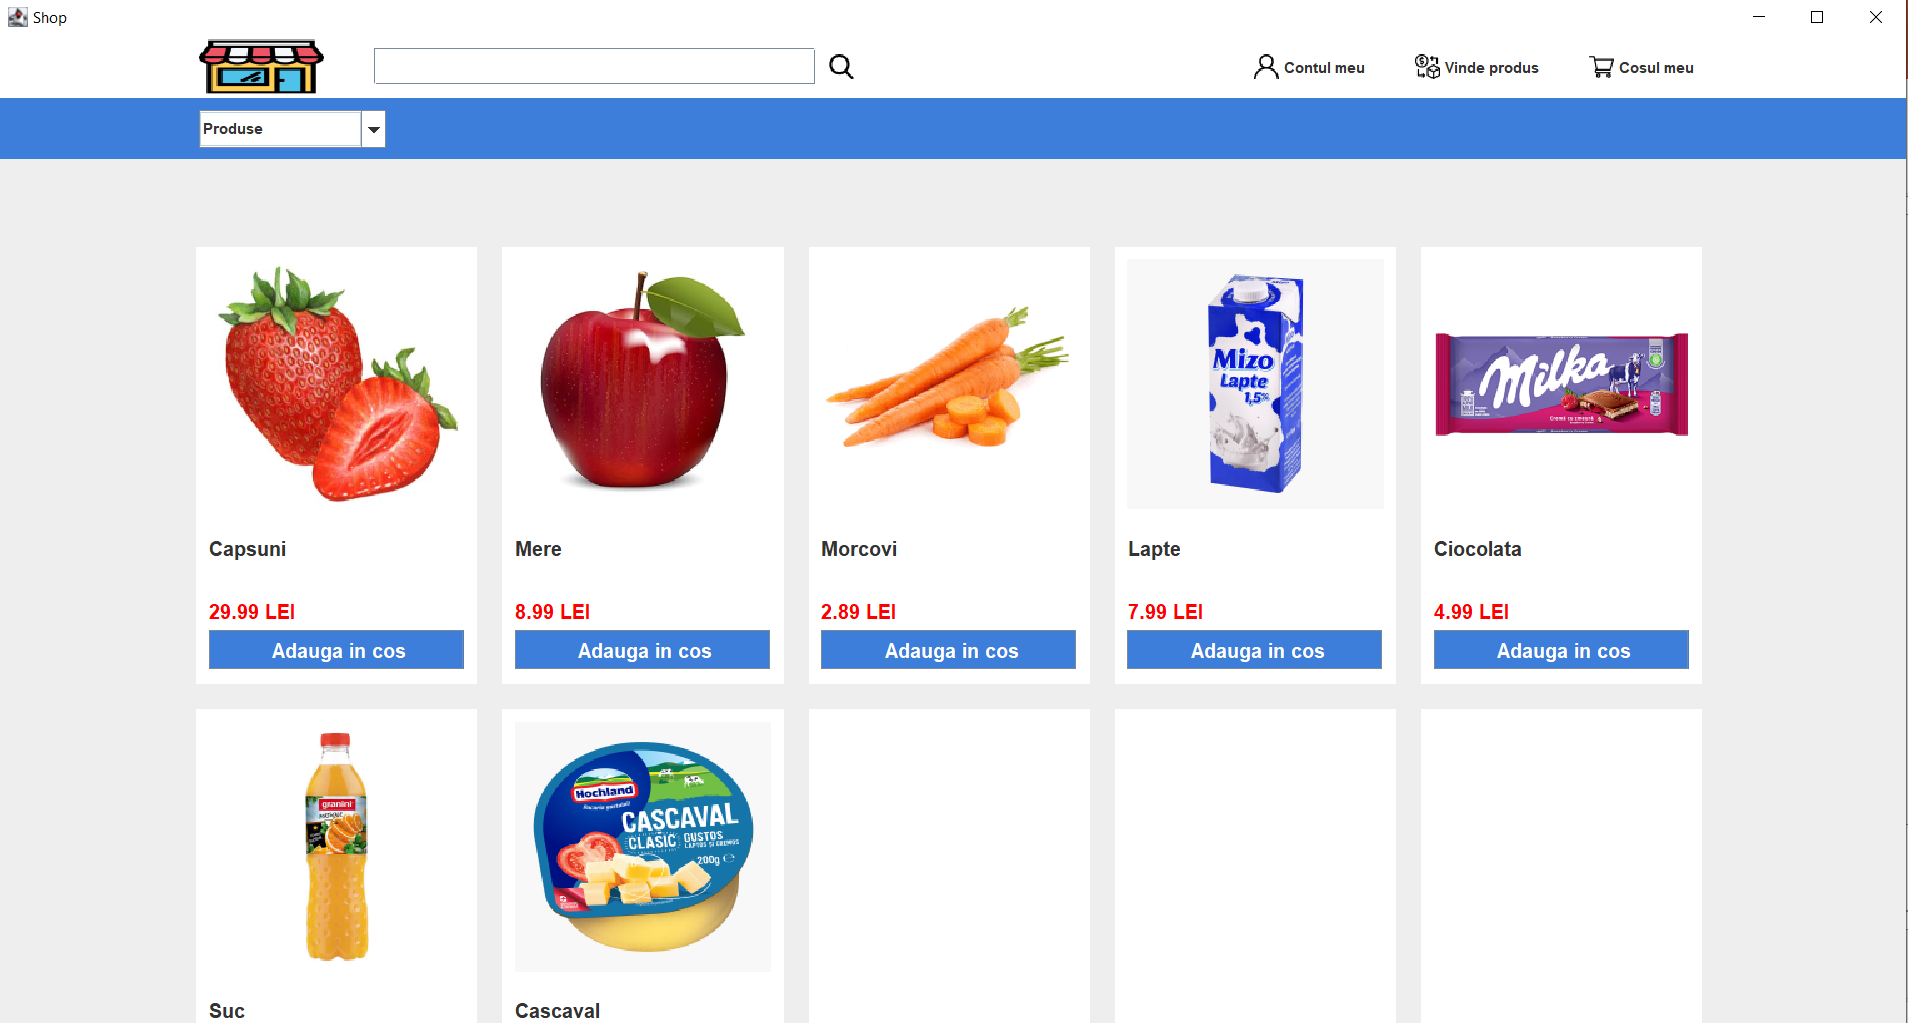 Shop
Contul meu
Vinde produs
Cosul meu
Produse
Mizo
Lapte
1,5%
Milka
Capsuni
Mere
Morcovi
Lapte
Ciocolata
29.99 LEI
8.99 LEI
2.89 LEI
7.99 LEI
4.99 LEI
Adauga in cos
Adauga in cos
Adauga in cos
Adauga in cos
Adauga in cos
granini
Hochland
CASCAVAL
CLASIC GUSTOS
200g
Suc
Cascaval